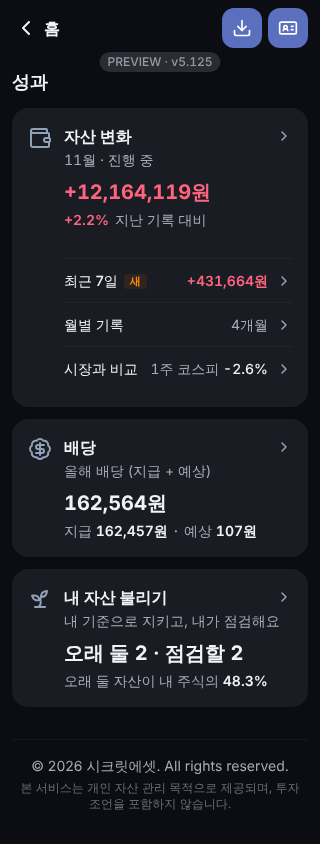 홈
PREVIEW · v5.125
성과
자산 변화
11월 · 진행 중
+12,164,119원
+2.2% 지난 기록 대비
최근 7일 새 +431,664원
월별 기록 4개월
시장과 비교 1주 코스피 -2.6%
배당
올해 배당 (지급 + 예상)
162,564원
지급 162,457원 · 예상 107원
내 자산 불리기
내 기준으로 지키고, 내가 점검해요
오래 둘 2 · 점검할 2
오래 둘 자산이 내 주식의 48.3%
© 2026 시크릿에셋. All rights reserved.
본 서비스는 개인 자산 관리 목적으로 제공되며, 투자
조언을 포함하지 않습니다.